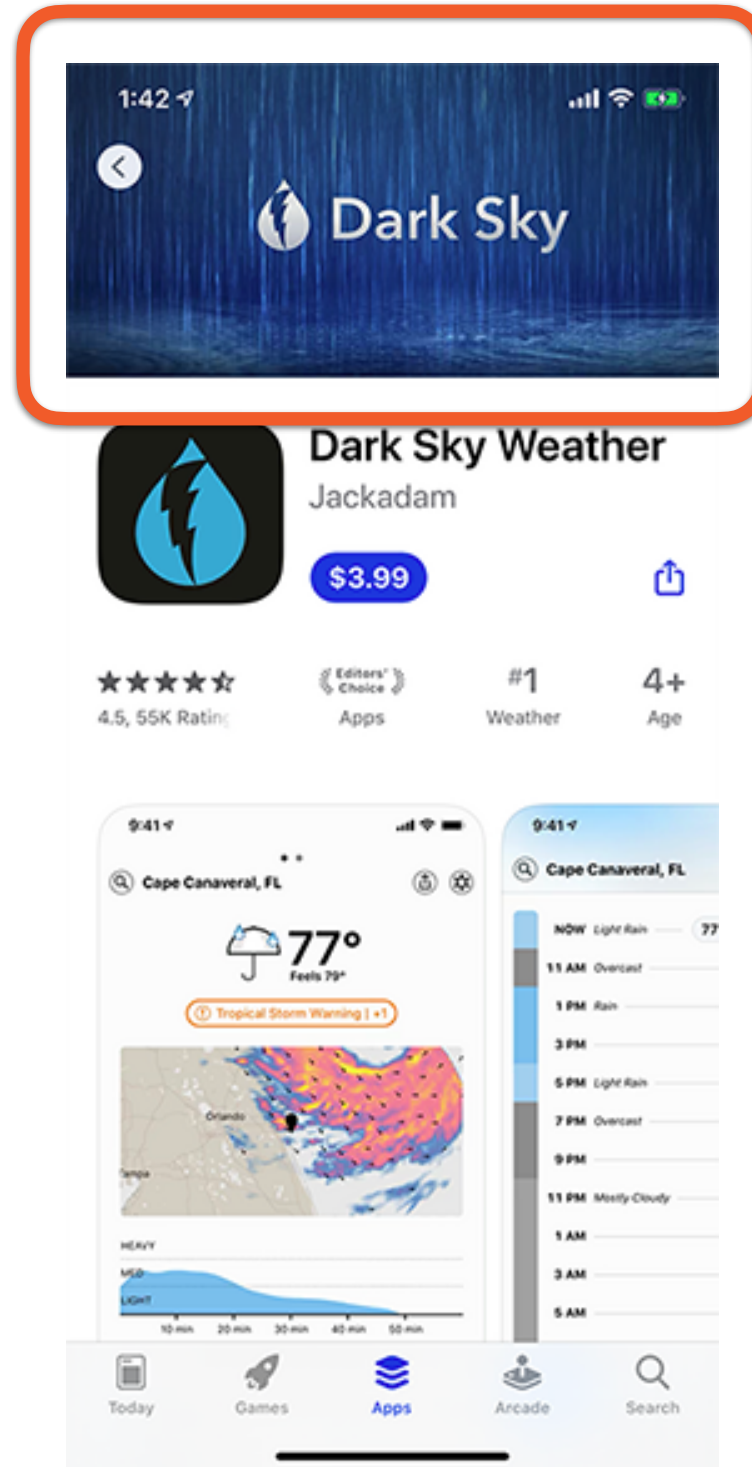 1:42
Dark Sky
Dark Sky Weather
Jackadam
$3.99
4.5, 55K Rating
Editors' Choice
Apps
#1
Weather
4+
Age
9:41
Cape Canaveral, FL
77°
Feels 79°
Tropical Storm Warning | +1
Orlando
Tampa
HEAVY
MED
LIGHT
10 min 20 min 30 min 40 min 50 min
9:41
Cape Canaveral, FL
NOW Light Rain 77
11 AM Overcast
1 PM Rain
3 PM
5 PM Light Rain
7 PM Overcast
9 PM
11 PM Mostly Cloudy
1 AM
3 AM
5 AM
Today Games Apps Arcade Search